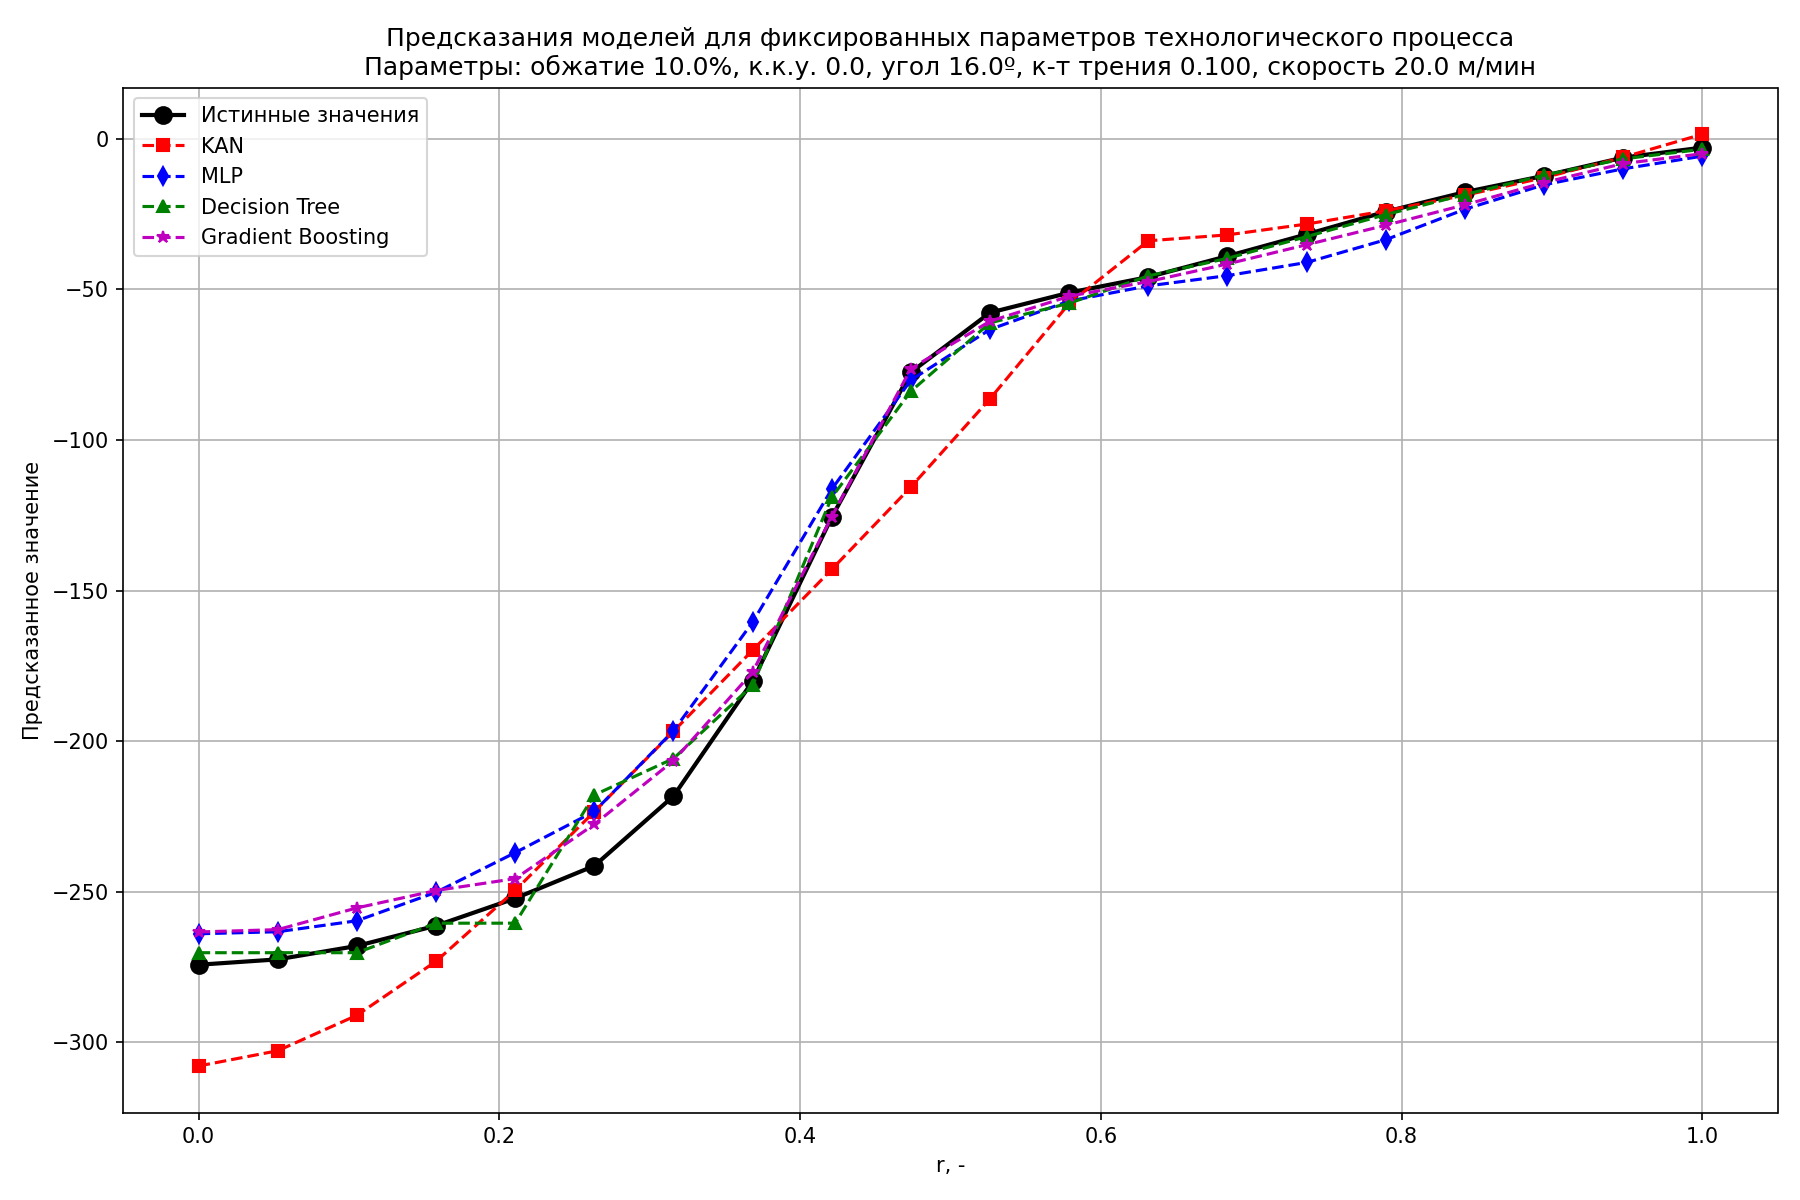 Предсказания моделей для фиксированных параметров технологического процесса
Параметры: обжатие 10.0%, к.к.у. 0.0, угол 16.0º, к-т трения 0.100, скорость 20.0 м/мин
Истинные значения
KAN
MLP
Decision Tree
Gradient Boosting
Предсказанное значение
0
−50
−100
−150
−200
−250
−300
0.0
0.2
0.4
0.6
0.8
1.0
r, -